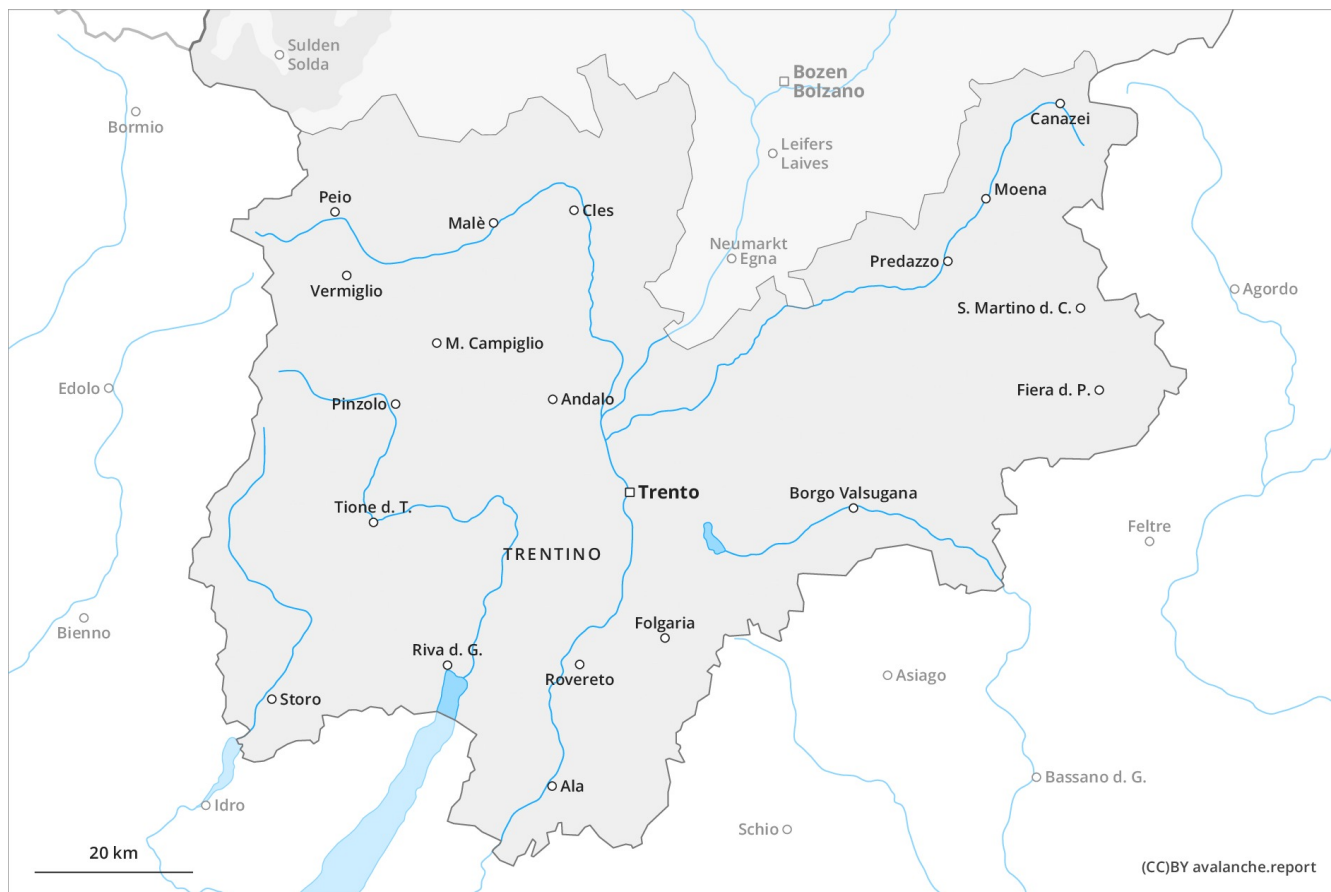 Sulden
Solda
Bozen
Bolzano
Bormio
Canazei
Leifers
Laives
Peio
Moena
Malè
Cles
Neumarkt
Egna
Predazzo
Vermiglio
Agordo
S. Martino d. C.
M. Campiglio
Edolo
Fiera d. P.
Pinzolo
Andalo
Trento
Borgo Valsugana
Tione d. T.
Feltre
TRENTINO
Bienno
Folgaria
Riva d. G.
Asiago
Rovereto
Storo
Bassano d. G.
Ala
Idro
Schio
20 km
(CC)BY avalanche.report